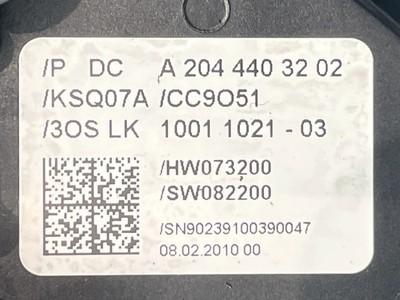 /P DC A 204 440 32 02
/KSQ07A /CC9O51
/3OS LK 1001 1021 - 03
/HW073200
/SW082200
/SN90239100390047
08.02.2010 00